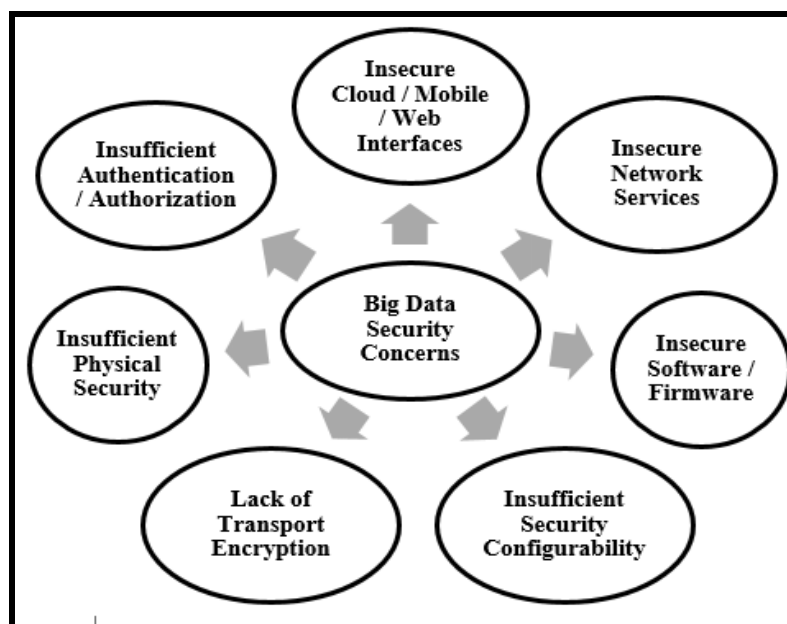 Insecure
Cloud / Mobile
/ Web
Interfaces
Insufficient
Authentication
/ Authorization
Insecure
Network
Services
Big Data
Security
Concerns
Insufficient
Physical
Security
Insecure
Software /
Firmware
Lack of
Transport
Encryption
Insufficient
Security
Configurability